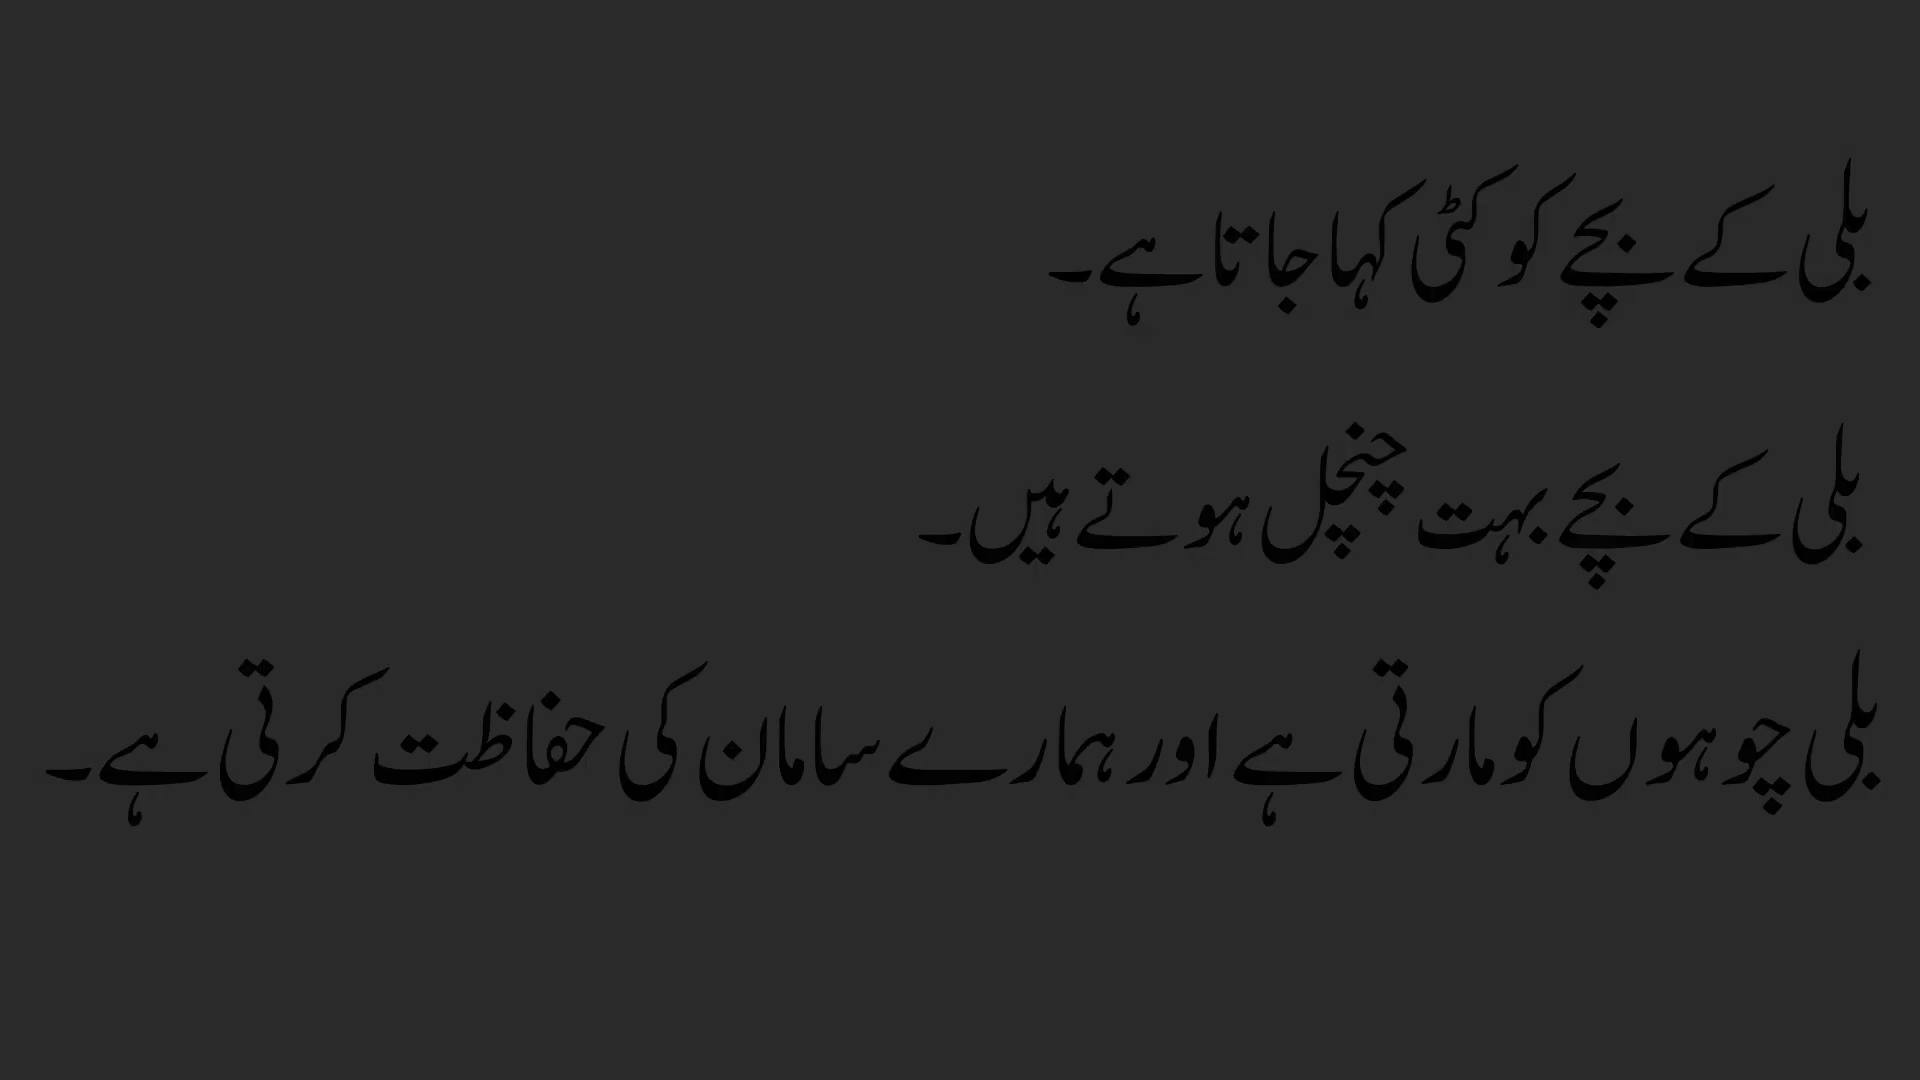 بلی کے بچے کو کٹی کہا جاتا ہے۔
بلی کے بچے بہت چنچل ہوتے ہیں۔
بلی چوہوں کو مارتی ہے اور ہمارے سامان کی حفاظت کرتی ہے۔